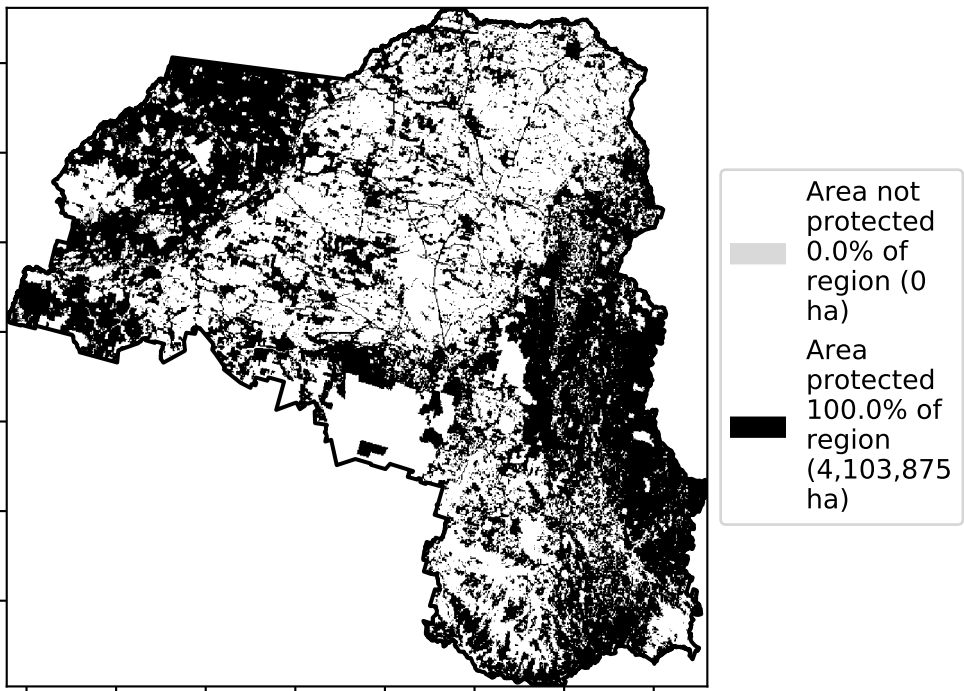 Area not
protected
0.0% of
region (0
ha)
Area
protected
100.0% of
region
(4,103,875
ha)